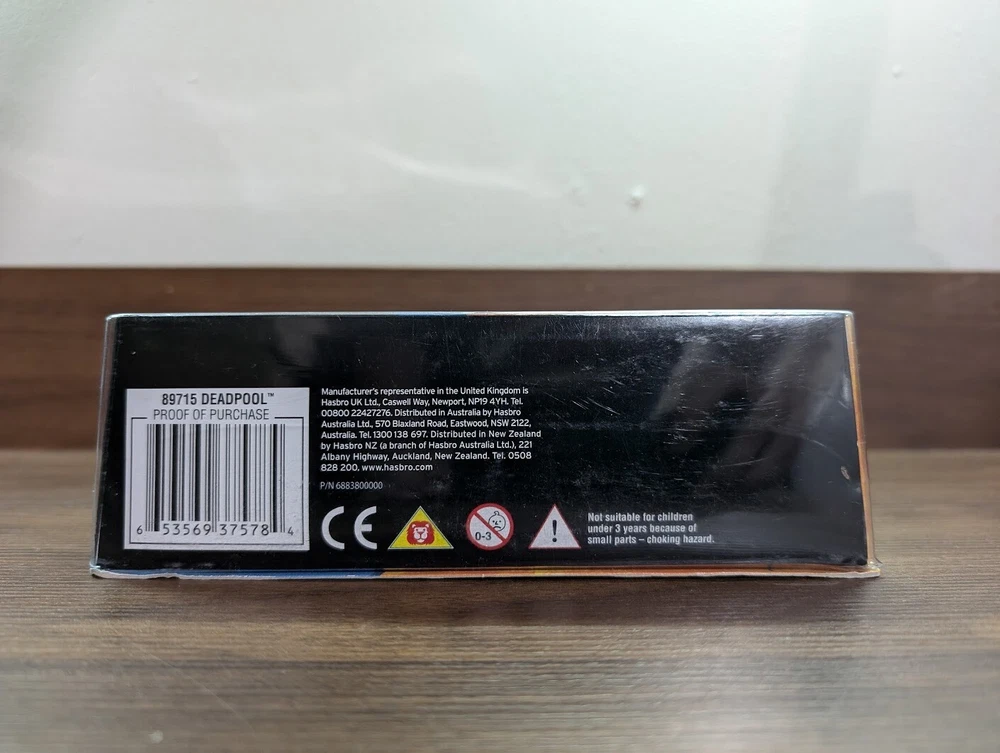 89715 DEADPOOL™
PROOF OF PURCHASE
6 53569 37578 4
Manufacturer's representative in the United Kingdom is
Hasbro UK Ltd., Caswell Way, Newport, NP19 4YH. Tel.
00800 22427276. Distributed in Australia by Hasbro
Australia Ltd., 570 Blaxland Road, Eastwood, NSW 2122,
Australia. Tel. 1300 138 697. Distributed in New Zealand
by Hasbro NZ (a branch of Hasbro Australia Ltd.), 221
Albany Highway, Auckland, New Zealand. Tel. 0508
828 200, www.hasbro.com
P/N 6883800000
CE
0-3
!
Not suitable for children
under 3 years because of
small parts – choking hazard.